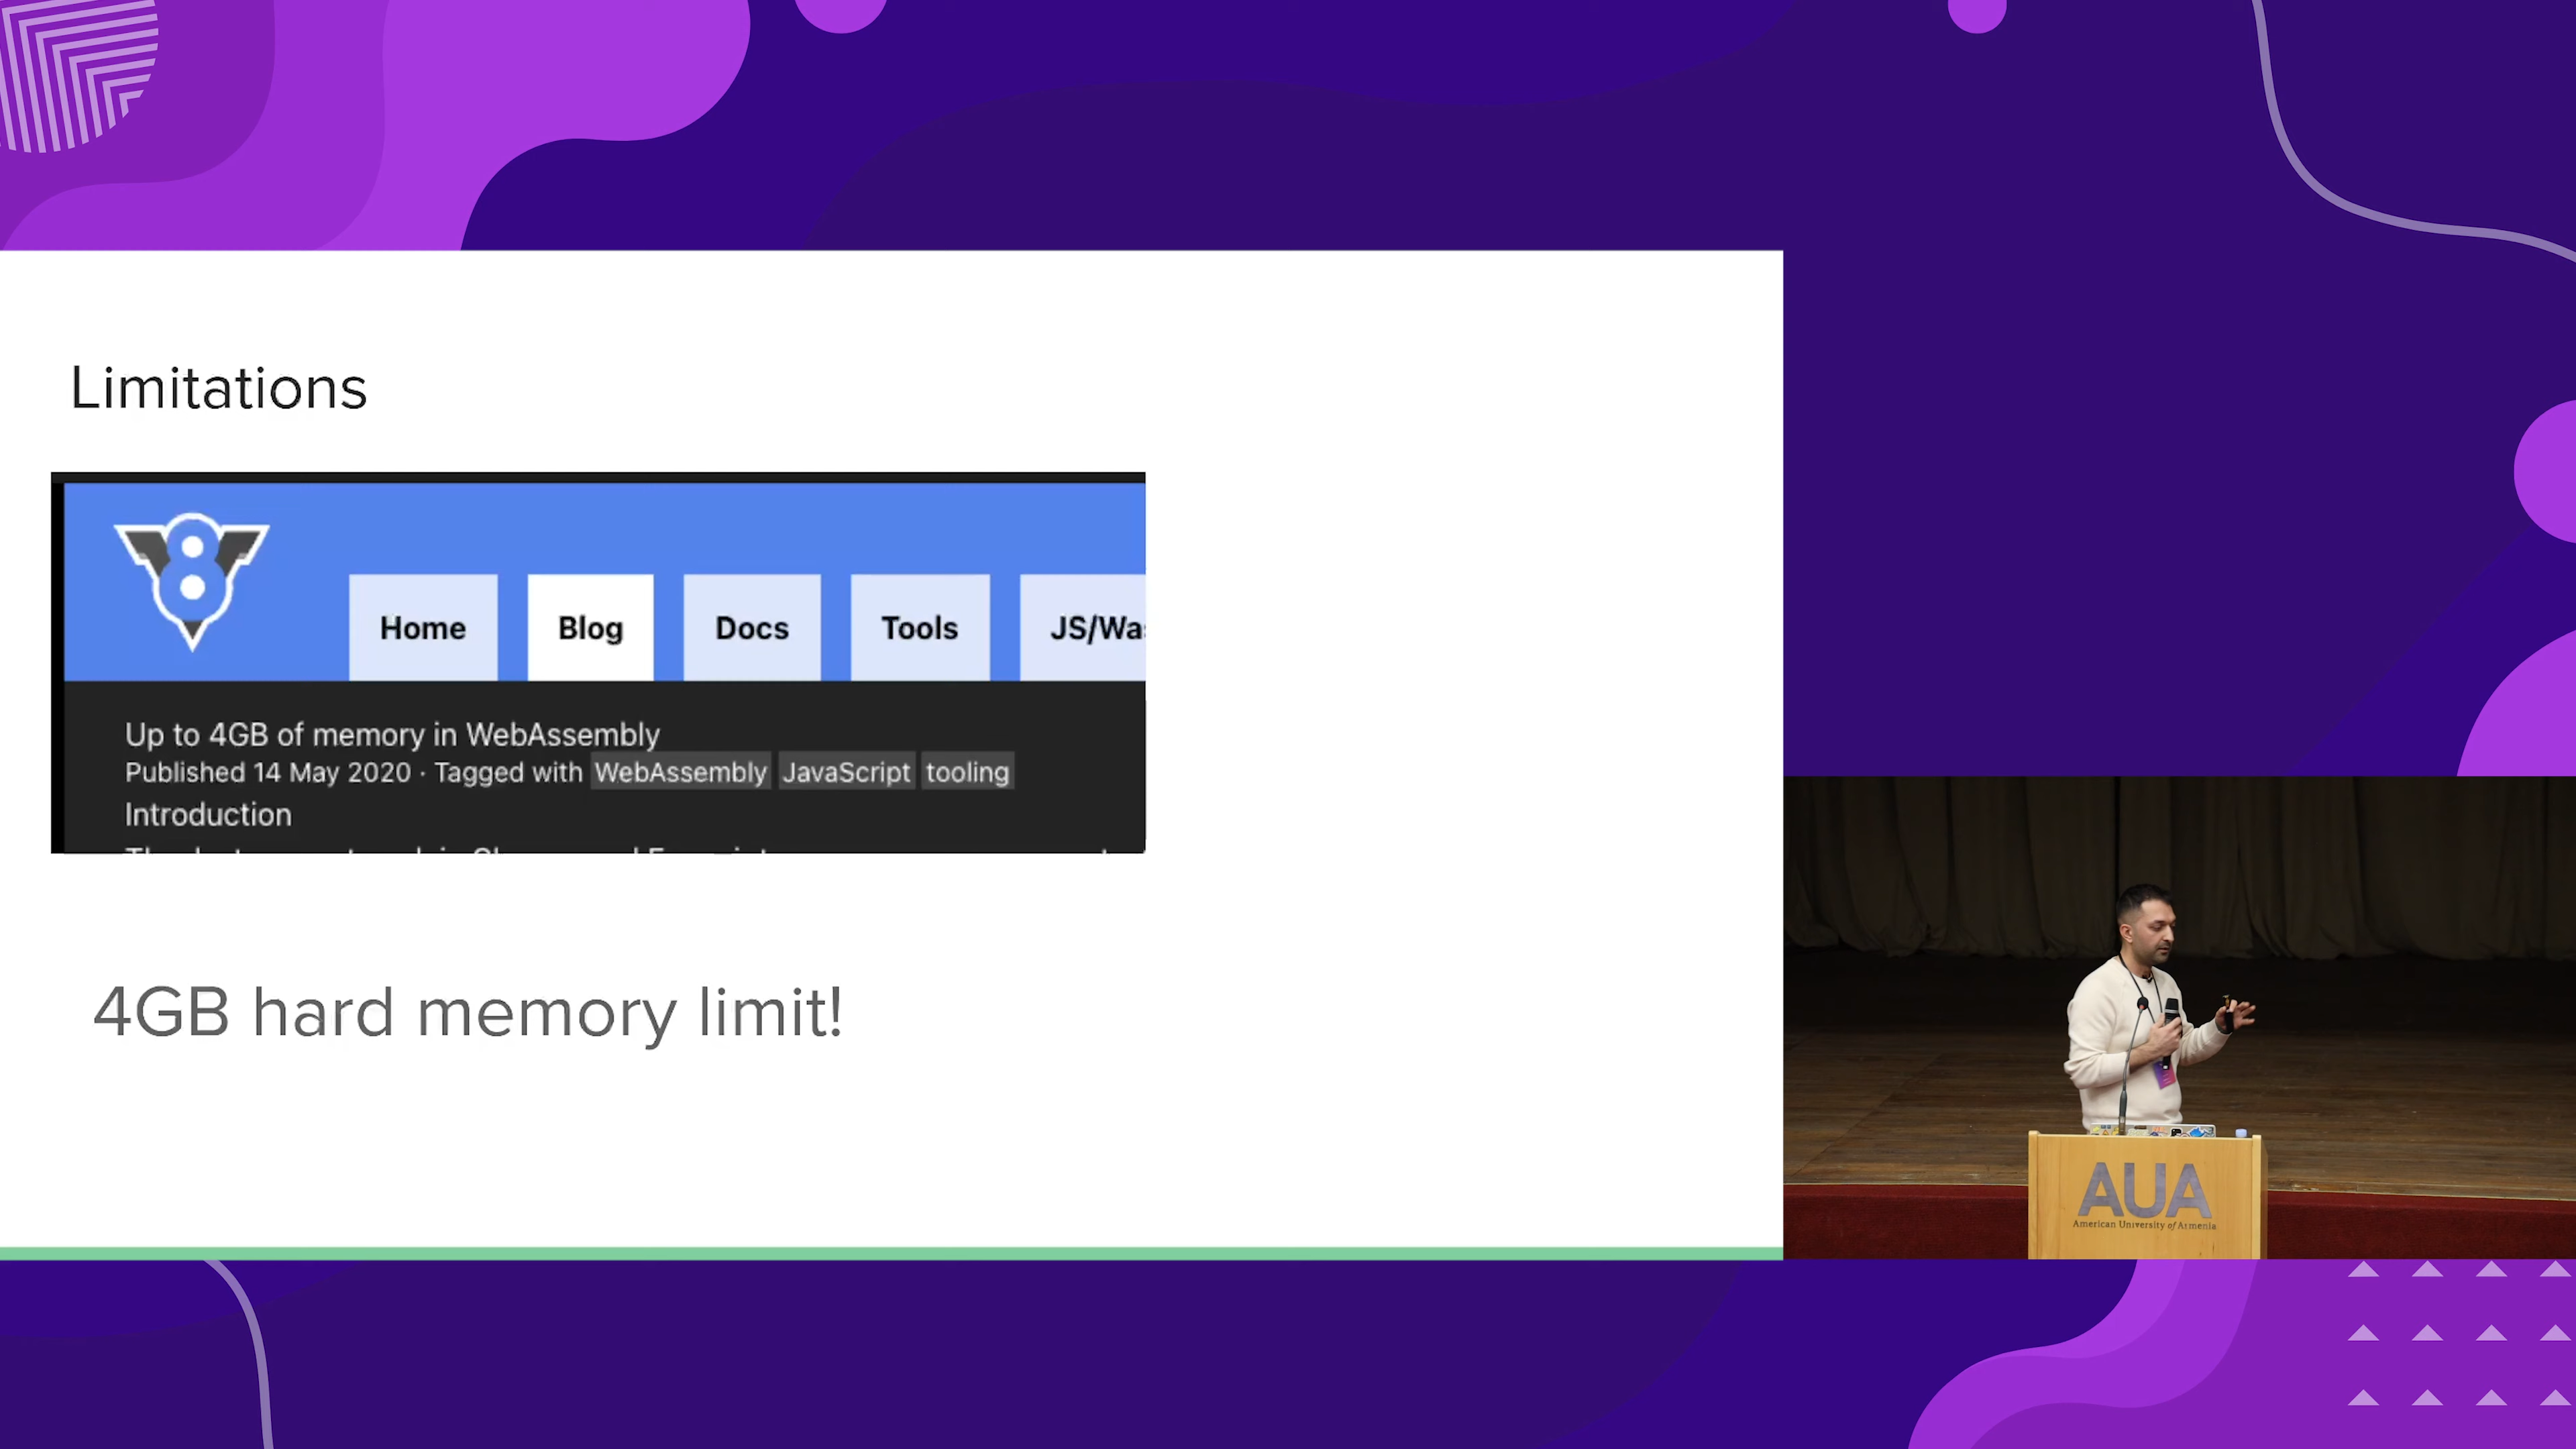 Limitations
Home
Blog
Docs
Tools
JS/Wa
Up to 4GB of memory in WebAssembly
Published 14 May 2020 · Tagged with WebAssembly JavaScript tooling
Introduction
4GB hard memory limit!
AUA
American University of Armenia